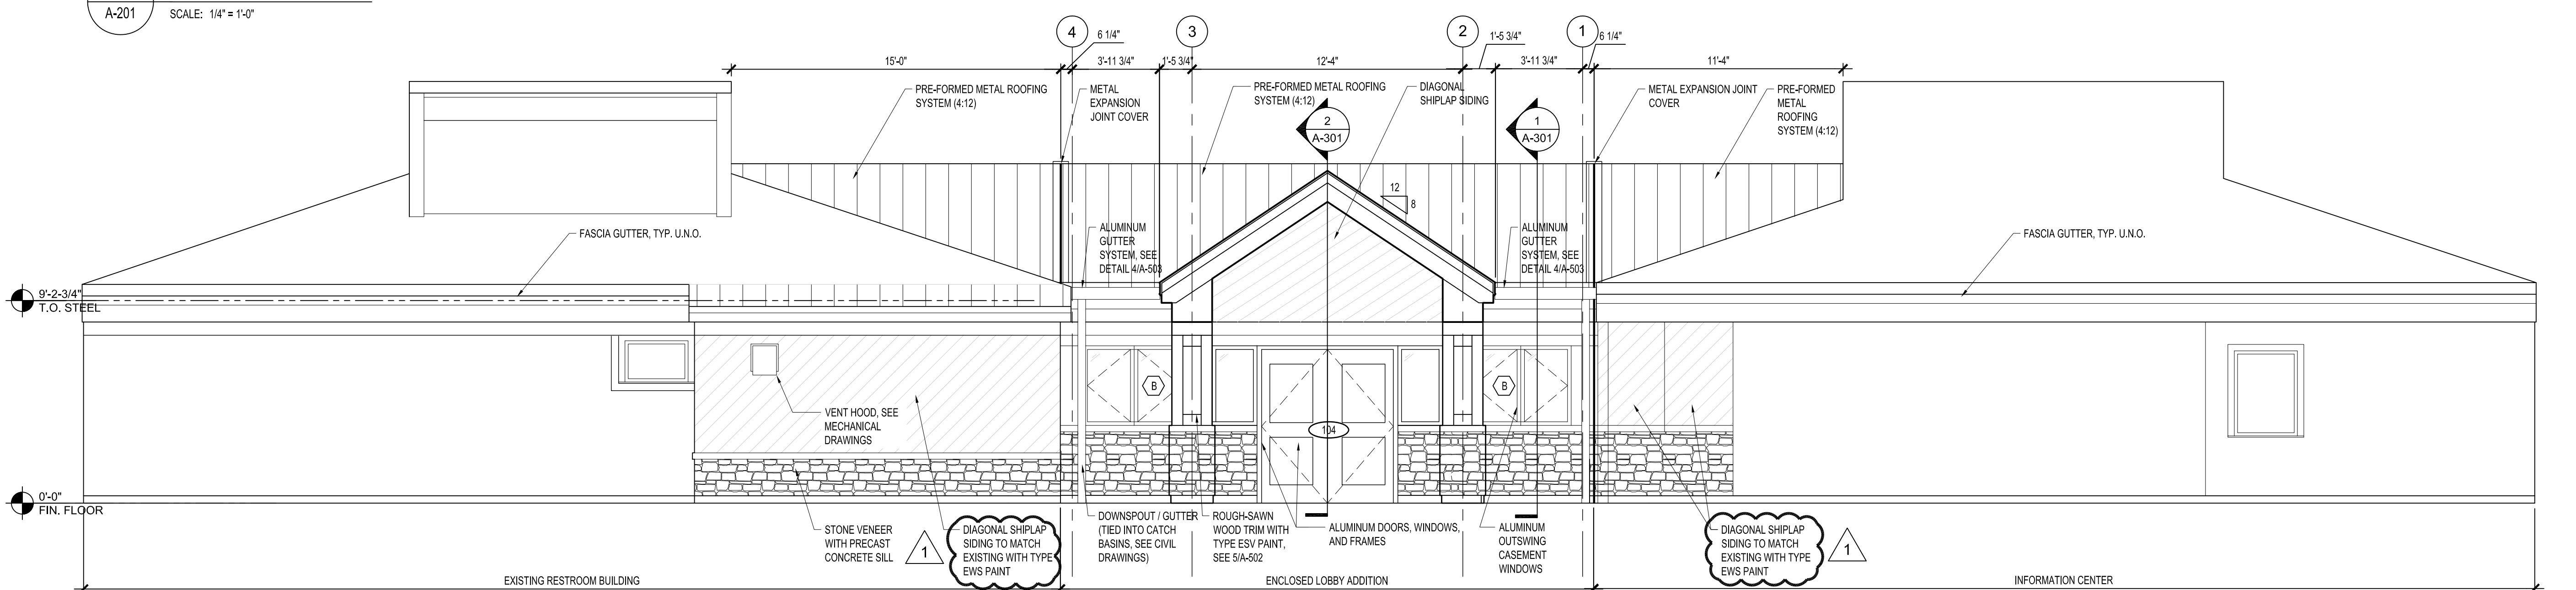 A-201
SCALE: 1/4" = 1'-0"
4
3
2
1
6 1/4"
1'-5 3/4"
6 1/4"
15'-0"
3'-11 3/4"
1'-5 3/4"
12'-4"
3'-11 3/4"
11'-4"
PRE-FORMED METAL ROOFING
SYSTEM (4:12)
METAL
EXPANSION
JOINT COVER
PRE-FORMED METAL ROOFING
SYSTEM (4:12)
DIAGONAL
SHIPLAP SIDING
METAL EXPANSION JOINT
COVER
PRE-FORMED
METAL
ROOFING
SYSTEM (4:12)
2
A-301
1
A-301
12
8
FASCIA GUTTER, TYP. U.N.O.
ALUMINUM
GUTTER
SYSTEM, SEE
DETAIL 4/A-503
ALUMINUM
GUTTER
SYSTEM, SEE
DETAIL 4/A-503
FASCIA GUTTER, TYP. U.N.O.
9'-2-3/4"
T.O. STEEL
B
B
VENT HOOD, SEE
MECHANICAL
DRAWINGS
104
0'-0"
FIN. FLOOR
STONE VENEER
WITH PRECAST
CONCRETE SILL
1
DIAGONAL SHIPLAP
SIDING TO MATCH
EXISTING WITH TYPE
EWS PAINT
DOWNSPOUT / GUTTER
(TIED INTO CATCH
BASINS, SEE CIVIL
DRAWINGS)
ROUGH-SAWN
WOOD TRIM WITH
TYPE ESV PAINT,
SEE 5/A-502
ALUMINUM DOORS, WINDOWS,
AND FRAMES
ALUMINUM
OUTSWING
CASEMENT
WINDOWS
DIAGONAL SHIPLAP
SIDING TO MATCH
EXISTING WITH TYPE
EWS PAINT
1
EXISTING RESTROOM BUILDING
ENCLOSED LOBBY ADDITION
INFORMATION CENTER